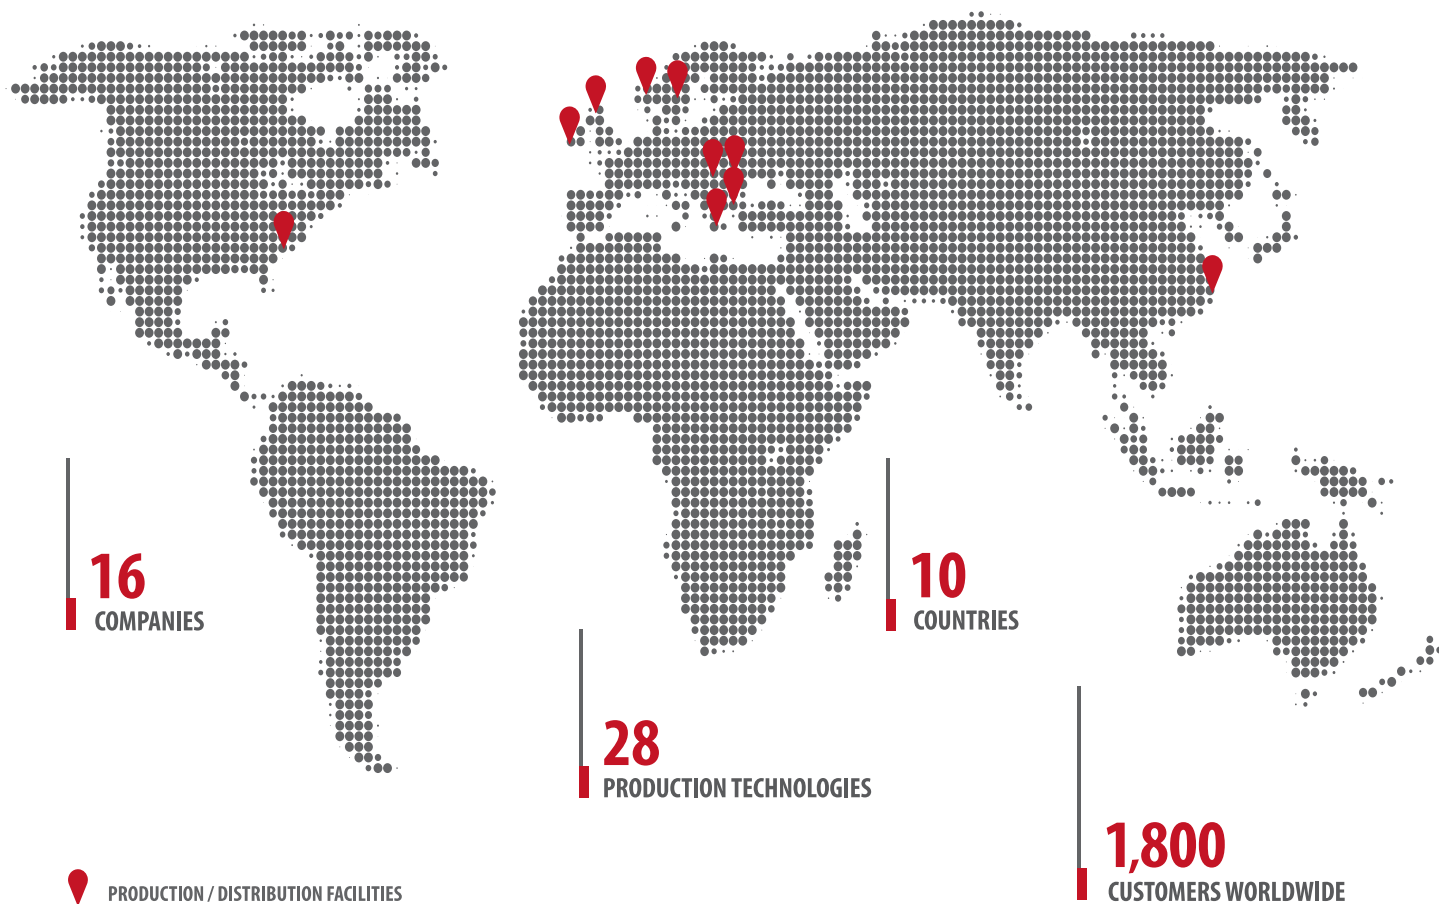 16
COMPANIES
10
COUNTRIES
28
PRODUCTION TECHNOLOGIES
1,800
CUSTOMERS WORLDWIDE
PRODUCTION / DISTRIBUTION FACILITIES